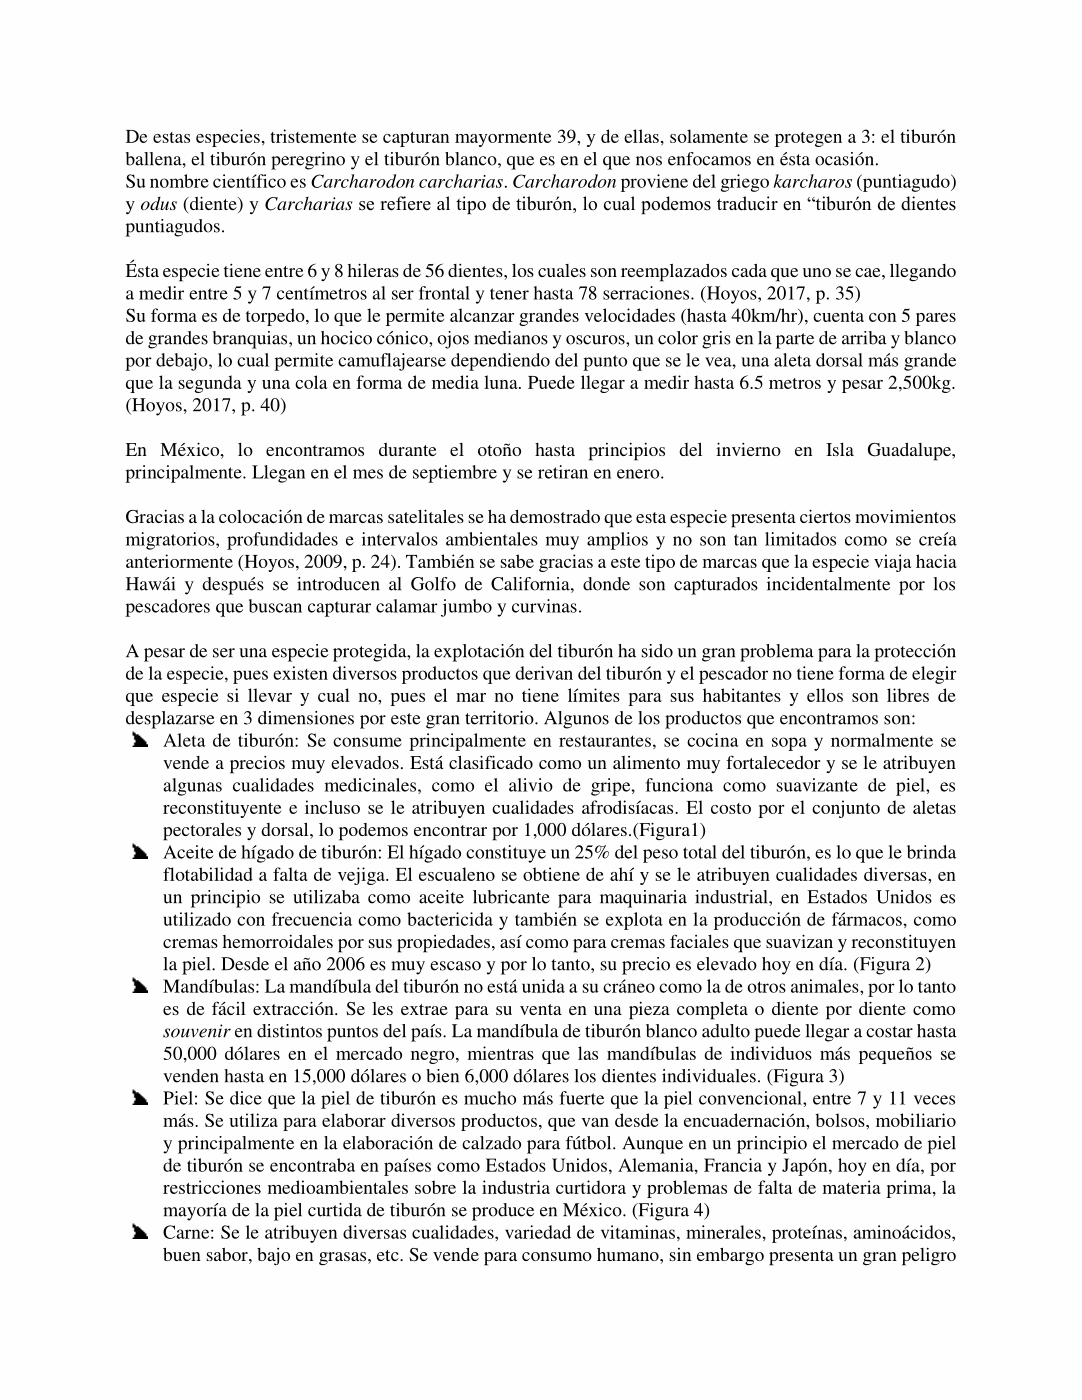 De estas especies, tristemente se capturan mayormente 39, y de ellas, solamente se protegen a 3: el tiburón
ballena, el tiburón peregrino y el tiburón blanco, que es en el que nos enfocamos en ésta ocasión.
Su nombre científico es Carcharodon carcharias. Carcharodon proviene del griego karcharos (puntiagudo)
y odus (diente) y Carcharias se refiere al tipo de tiburón, lo cual podemos traducir en “tiburón de dientes
puntiagudos.
Ésta especie tiene entre 6 y 8 hileras de 56 dientes, los cuales son reemplazados cada que uno se cae, llegando
a medir entre 5 y 7 centímetros al ser frontal y tener hasta 78 serraciones. (Hoyos, 2017, p. 35)
Su forma es de torpedo, lo que le permite alcanzar grandes velocidades (hasta 40km/hr), cuenta con 5 pares
de grandes branquias, un hocico cónico, ojos medianos y oscuros, un color gris en la parte de arriba y blanco
por debajo, lo cual permite camuflajearse dependiendo del punto que se le vea, una aleta dorsal más grande
que la segunda y una cola en forma de media luna. Puede llegar a medir hasta 6.5 metros y pesar 2,500kg.
(Hoyos, 2017, p. 40)
En México, lo encontramos durante el otoño hasta principios del invierno en Isla Guadalupe,
principalmente. Llegan en el mes de septiembre y se retiran en enero.
Gracias a la colocación de marcas satelitales se ha demostrado que esta especie presenta ciertos movimientos
migratorios, profundidades e intervalos ambientales muy amplios y no son tan limitados como se creía
anteriormente (Hoyos, 2009, p. 24). También se sabe gracias a este tipo de marcas que la especie viaja hacia
Hawái y después se introducen al Golfo de California, donde son capturados incidentalmente por los
pescadores que buscan capturar calamar jumbo y curvinas.
A pesar de ser una especie protegida, la explotación del tiburón ha sido un gran problema para la protección
de la especie, pues existen diversos productos que derivan del tiburón y el pescador no tiene forma de elegir
que especie si llevar y cual no, pues el mar no tiene límites para sus habitantes y ellos son libres de
desplazarse en 3 dimensiones por este gran territorio. Algunos de los productos que encontramos son:
Aleta de tiburón: Se consume principalmente en restaurantes, se cocina en sopa y normalmente se
vende a precios muy elevados. Está clasificado como un alimento muy fortalecedor y se le atribuyen
algunas cualidades medicinales, como el alivio de gripe, funciona como suavizante de piel, es
reconstituyente e incluso se le atribuyen cualidades afrodisíacas. El costo por el conjunto de aletas
pectorales y dorsal, lo podemos encontrar por 1,000 dólares.(Figura1)
Aceite de hígado de tiburón: El hígado constituye un 25% del peso total del tiburón, es lo que le brinda
flotabilidad a falta de vejiga. El escualeno se obtiene de ahí y se le atribuyen cualidades diversas, en
un principio se utilizaba como aceite lubricante para maquinaria industrial, en Estados Unidos es
utilizado con frecuencia como bactericida y también se explota en la producción de fármacos, como
cremas hemorroidales por sus propiedades, así como para cremas faciales que suavizan y reconstituyen
la piel. Desde el año 2006 es muy escaso y por lo tanto, su precio es elevado hoy en día. (Figura 2)
Mandíbulas: La mandíbula del tiburón no está unida a su cráneo como la de otros animales, por lo tanto
es de fácil extracción. Se les extrae para su venta en una pieza completa o diente por diente como
souvenir en distintos puntos del país. La mandíbula de tiburón blanco adulto puede llegar a costar hasta
50,000 dólares en el mercado negro, mientras que las mandíbulas de individuos más pequeños se
venden hasta en 15,000 dólares o bien 6,000 dólares los dientes individuales. (Figura 3)
Piel: Se dice que la piel de tiburón es mucho más fuerte que la piel convencional, entre 7 y 11 veces
más. Se utiliza para elaborar diversos productos, que van desde la encuadernación, bolsos, mobiliario
y principalmente en la elaboración de calzado para fútbol. Aunque en un principio el mercado de piel
de tiburón se encontraba en países como Estados Unidos, Alemania, Francia y Japón, hoy en día, por
restricciones medioambientales sobre la industria curtidora y problemas de falta de materia prima, la
mayoría de la piel curtida de tiburón se produce en México. (Figura 4)
Carne: Se le atribuyen diversas cualidades, variedad de vitaminas, minerales, proteínas, aminoácidos,
buen sabor, bajo en grasas, etc. Se vende para consumo humano, sin embargo presenta un gran peligro